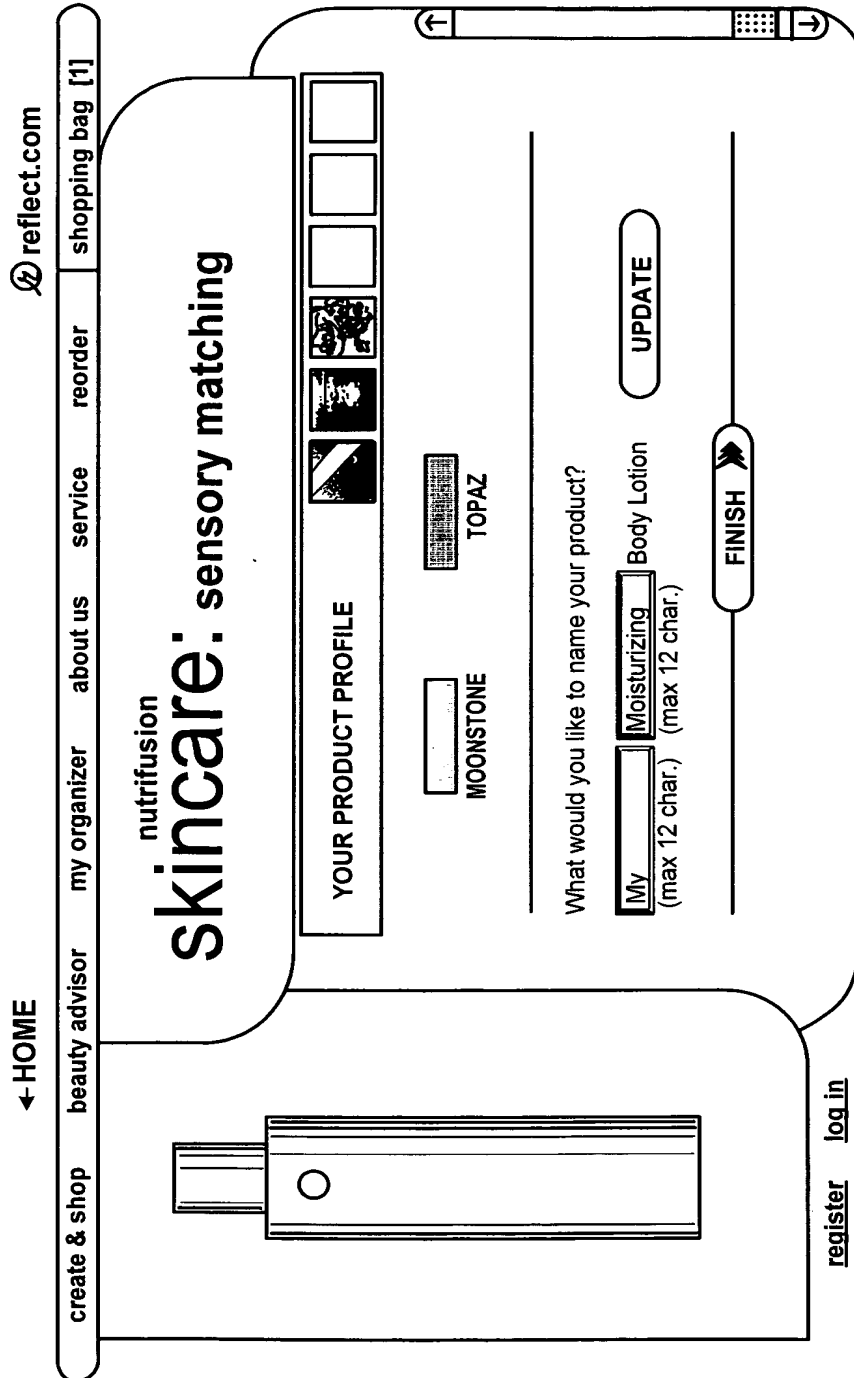 ←HOME
reflect.com
create & shop beauty advisor my organizer about us service reorder shopping bag [1]
nutrifusion
skincare: sensory matching
YOUR PRODUCT PROFILE
MOONSTONE
TOPAZ
What would you like to name your product?
My Moisturizing Body Lotion UPDATE
(max 12 char.) (max 12 char.)
FINISH
register log in